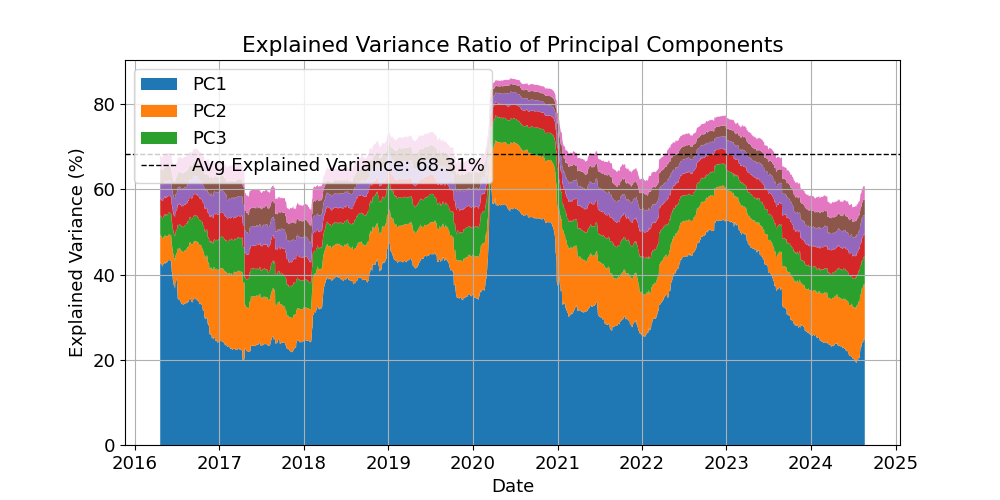 Explained Variance Ratio of Principal Components
PC1
PC2
PC3
Avg Explained Variance: 68.31%
Explained Variance (%)
80
60
40
20
0
2016 2017 2018 2019 2020 2021 2022 2023 2024 2025
Date